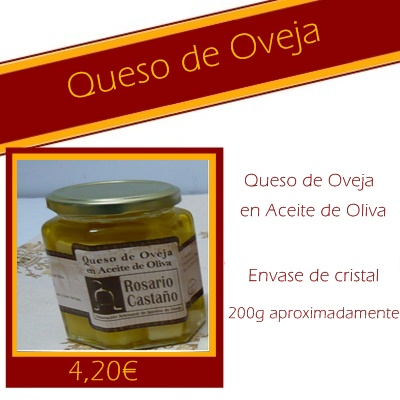 Queso de Oveja
Queso de Oveja
en Aceite de Oliva
Envase de cristal
200g aproximadamente
Queso de Oveja
en Aceite de Oliva
Rosario
Castaño
4,20€